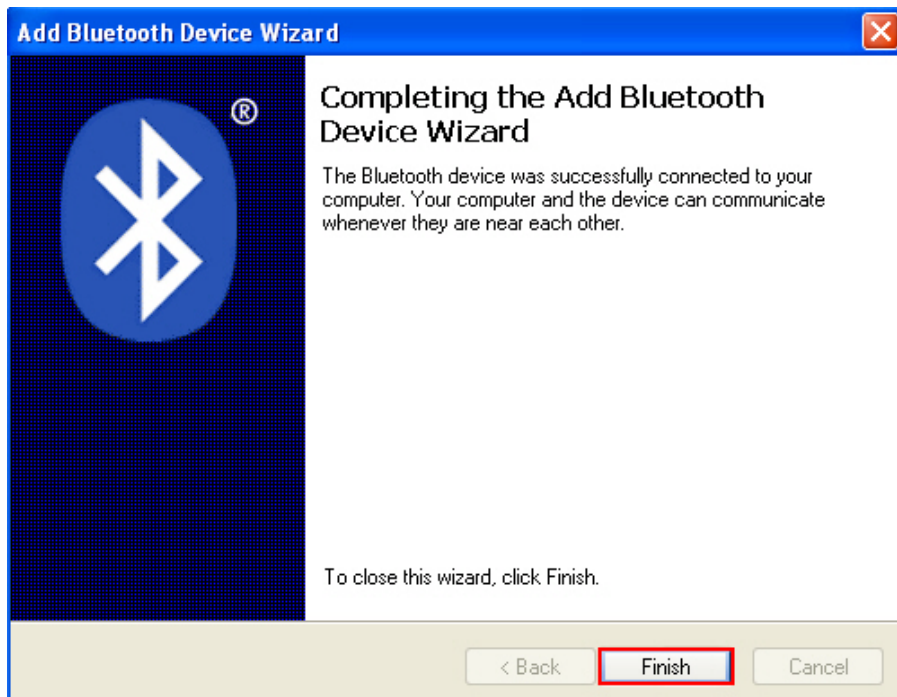 Add Bluetooth Device Wizard
®
Completing the Add Bluetooth
Device Wizard
The Bluetooth device was successfully connected to your
computer. Your computer and the device can communicate
whenever they are near each other.
To close this wizard, click Finish.
< Back Finish Cancel